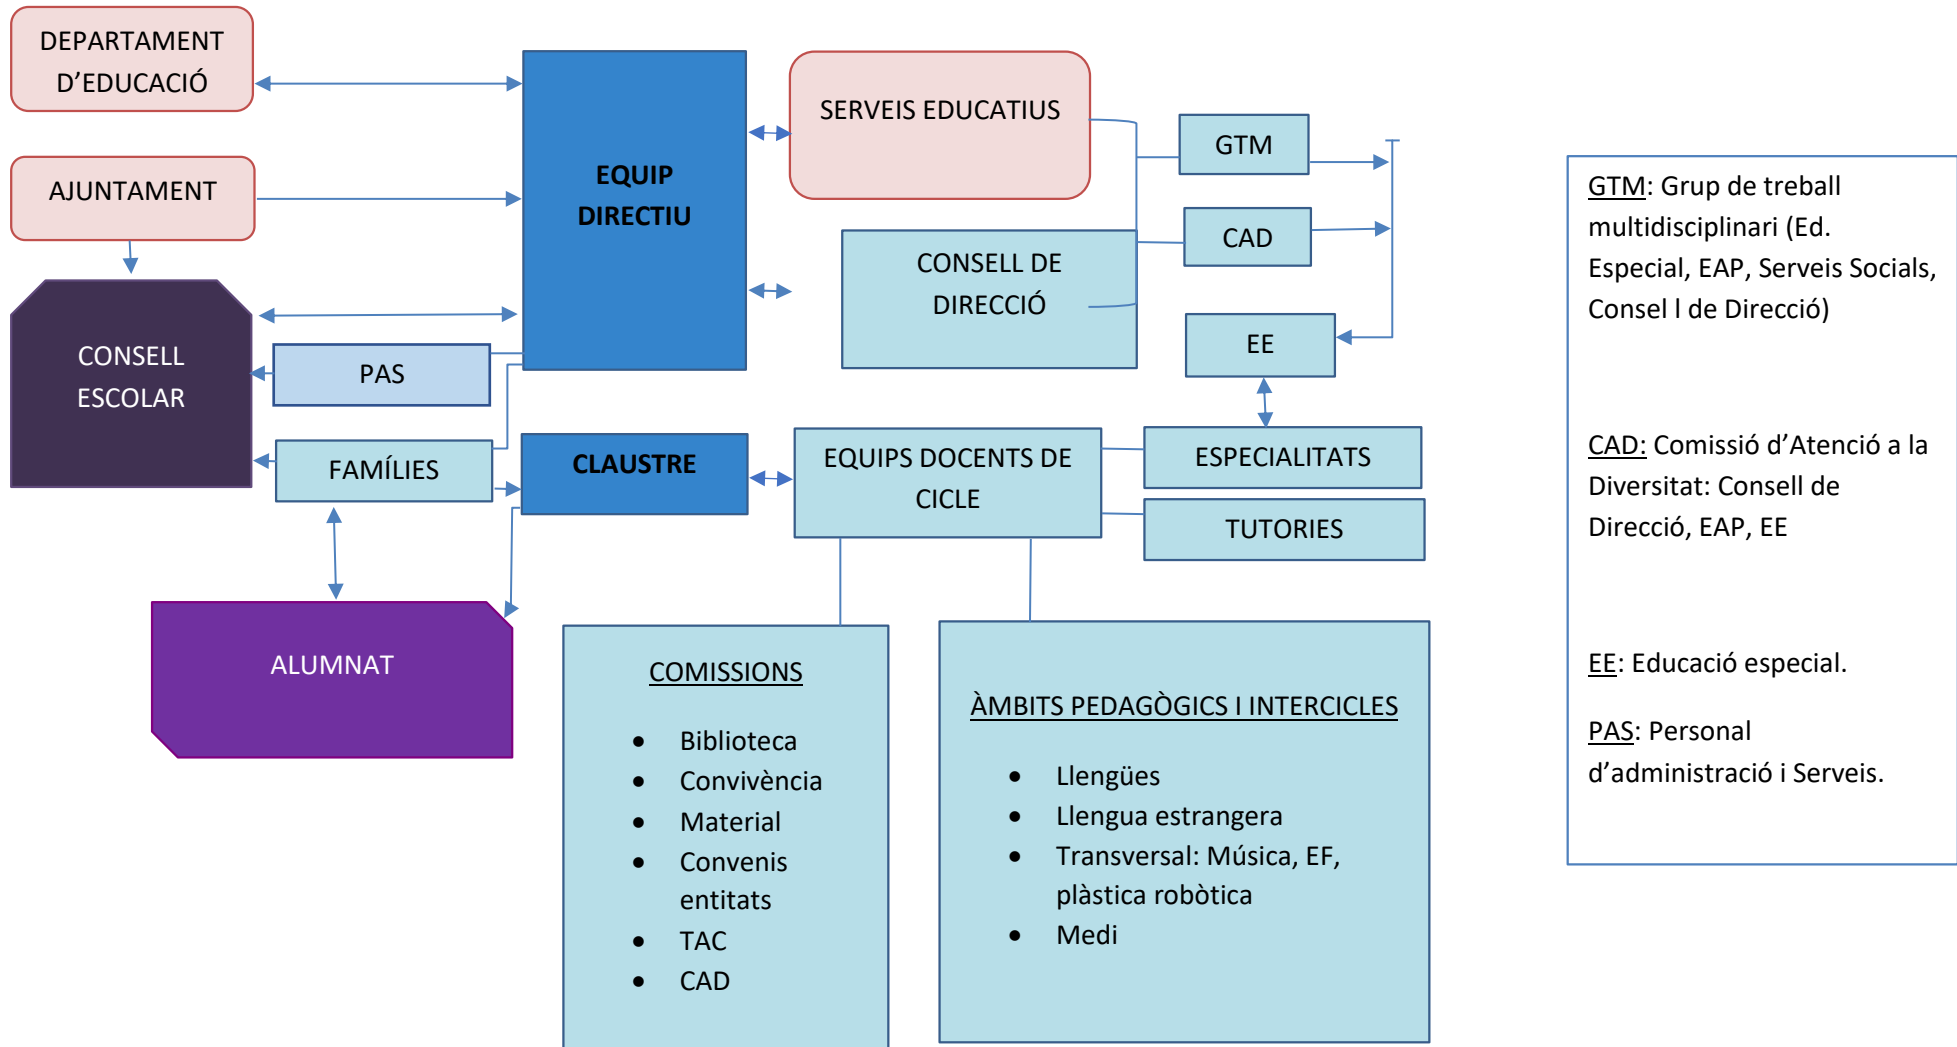 DEPARTAMENT
D’EDUCACIÓ
AJUNTAMENT
EQUIP
DIRECTIU
SERVEIS EDUCATIUS
CONSELL DE
DIRECCIÓ
GTM
CAD
EE
CONSELL
ESCOLAR
PAS
FAMÍLIES
CLAUSTRE
EQUIPS DOCENTS DE
CICLE
ESPECIALITATS
TUTORIES
ALUMNAT
COMISSIONS
• Biblioteca
• Convivència
• Material
• Convenis
entitats
• TAC
• CAD
ÀMBITS PEDAGÒGICS I INTERCICLES
• Llengües
• Llengua estrangera
• Transversal: Música, EF,
plàstica robòtica
• Medi
GTM: Grup de treball
multidisciplinari (Ed.
Especial, EAP, Serveis Socials,
Consel l de Direcció)
CAD: Comissió d’Atenció a la
Diversitat: Consell de
Direcció, EAP, EE
EE: Educació especial.
PAS: Personal
d’administració i Serveis.